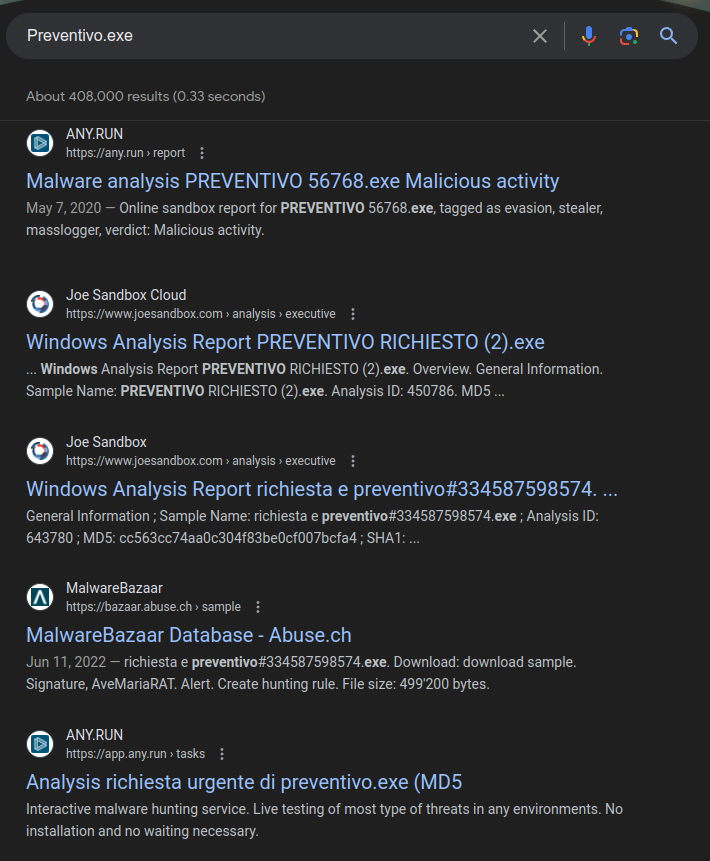 Preventivo.exe
About 408,000 results (0.33 seconds)
ANY.RUN
https://any.run › report
Malware analysis PREVENTIVO 56768.exe Malicious activity
May 7, 2020 — Online sandbox report for PREVENTIVO 56768.exe, tagged as evasion, stealer,
masslogger, verdict: Malicious activity.
Joe Sandbox Cloud
https://www.joesandbox.com › analysis › executive
Windows Analysis Report PREVENTIVO RICHIESTO (2).exe
... Windows Analysis Report PREVENTIVO RICHIESTO (2).exe. Overview. General Information.
Sample Name: PREVENTIVO RICHIESTO (2).exe. Analysis ID: 450786. MD5 ...
Joe Sandbox
https://www.joesandbox.com › analysis › executive
Windows Analysis Report richiesta e preventivo#334587598574. ...
General Information ; Sample Name: richiesta e preventivo#334587598574.exe ; Analysis ID:
643780 ; MD5: cc563cc74aa0c304f83be0cf007bcfa4 ; SHA1: ...
MalwareBazaar
https://bazaar.abuse.ch › sample
MalwareBazaar Database - Abuse.ch
Jun 11, 2022 — richiesta e preventivo#334587598574.exe. Download: download sample.
Signature, AveMariaRAT. Alert. Create hunting rule. File size: 499'200 bytes.
ANY.RUN
https://app.any.run › tasks
Analysis richiesta urgente di preventivo.exe (MD5
Interactive malware hunting service. Live testing of most type of threats in any environments. No
installation and no waiting necessary.